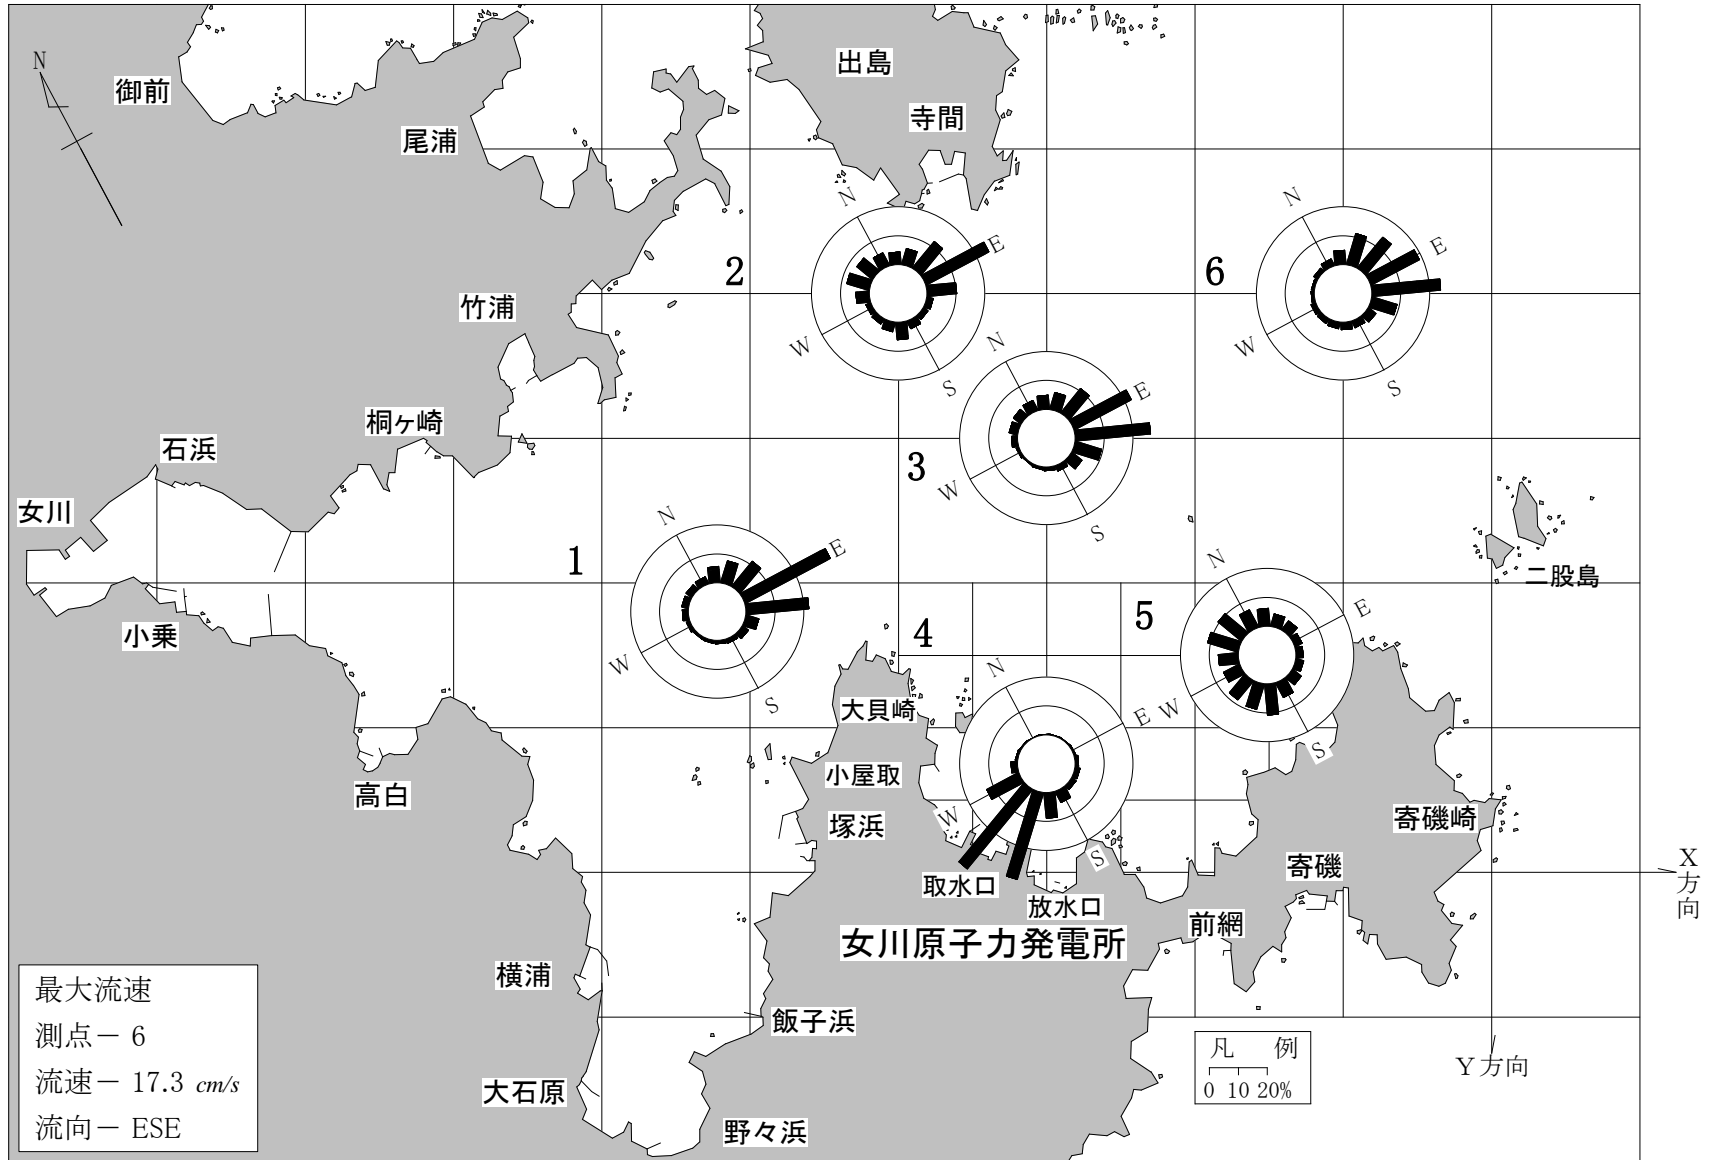 出島
N
御前
寺間
尾浦
N
N
E
E
2
6
竹浦
W
N
W
S
E
S
桐ヶ崎
石浜
3
W
女川
N
S
E
1
N
二股島
E
小乗
4
5
W
N
S
大貝崎
E
W
S
小屋取
高白
塚浜
W
寄磯崎
S
寄磯
X方向
取水口
放水口
前網
女川原子力発電所
横浦
最大流速
測点－ 6
流速－ 17.3 cm/s
流向－ ESE
飯子浜
凡 例
0 10 20%
Y方向
大石原
野々浜